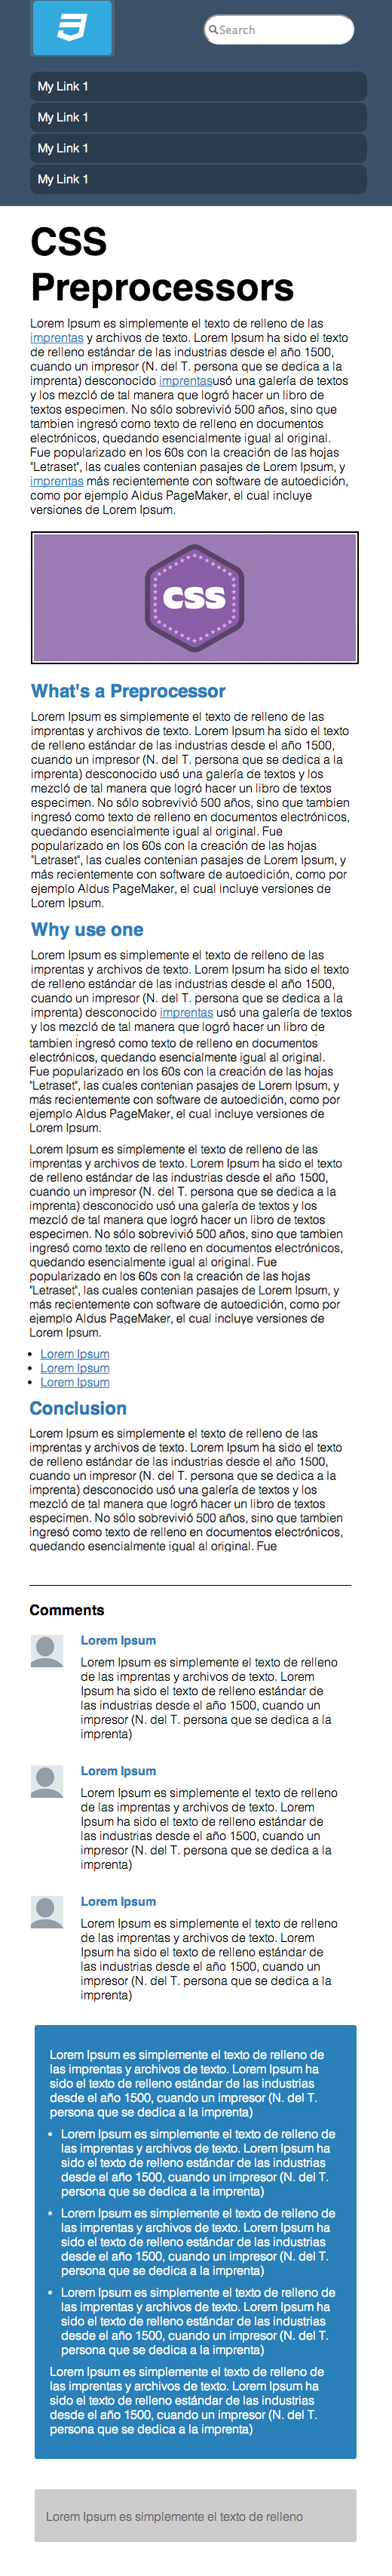 Search
My Link 1
My Link 1
My Link 1
My Link 1
CSS
Preprocessors
Lorem Ipsum es simplemente el texto de relleno de las
imprentas y archivos de texto. Lorem Ipsum ha sido el texto
de relleno estándar de las industrias desde el año 1500,
cuando un impresor (N. del T. persona que se dedica a la
imprenta) desconocido imprentasusó una galería de textos
y los mezcló de tal manera que logró hacer un libro de
textos especimen. No sólo sobrevivió 500 años, sino que
tambien ingresó como texto de relleno en documentos
electrónicos, quedando esencialmente igual al original.
Fue popularizado en los 60s con la creación de las hojas
"Letraset", las cuales contenian pasajes de Lorem Ipsum, y
imprentas más recientemente con software de autoedición,
como por ejemplo Aldus PageMaker, el cual incluye
versiones de Lorem Ipsum.
CSS
What's a Preprocessor
Lorem Ipsum es simplemente el texto de relleno de las
imprentas y archivos de texto. Lorem Ipsum ha sido el texto
de relleno estándar de las industrias desde el año 1500,
cuando un impresor (N. del T. persona que se dedica a la
imprenta) desconocido usó una galería de textos y los
mezcló de tal manera que logró hacer un libro de textos
especimen. No sólo sobrevivió 500 años, sino que tambien
ingresó como texto de relleno en documentos electrónicos,
quedando esencialmente igual al original. Fue
popularizado en los 60s con la creación de las hojas
"Letraset", las cuales contenian pasajes de Lorem Ipsum, y
más recientemente con software de autoedición, como por
ejemplo Aldus PageMaker, el cual incluye versiones de
Lorem Ipsum.
Why use one
Lorem Ipsum es simplemente el texto de relleno de las
imprentas y archivos de texto. Lorem Ipsum ha sido el texto
de relleno estándar de las industrias desde el año 1500,
cuando un impresor (N. del T. persona que se dedica a la
imprenta) desconocido imprentas usó una galería de textos
y los mezcló de tal manera que logró hacer un libro de
tambien ingresó como texto de relleno en documentos
electrónicos, quedando esencialmente igual al original.
Fue popularizado en los 60s con la creación de las hojas
"Letraset", las cuales contenian pasajes de Lorem Ipsum, y
más recientemente con software de autoedición, como por
ejemplo Aldus PageMaker, el cual incluye versiones de
Lorem Ipsum.
Lorem Ipsum es simplemente el texto de relleno de las
imprentas y archivos de texto. Lorem Ipsum ha sido el texto
de relleno estándar de las industrias desde el año 1500,
cuando un impresor (N. del T. persona que se dedica a la
imprenta) desconocido usó una galería de textos y los
mezcló de tal manera que logró hacer un libro de textos
especimen. No sólo sobrevivió 500 años, sino que tambien
ingresó como texto de relleno en documentos electrónicos,
quedando esencialmente igual al original. Fue
popularizado en los 60s con la creación de las hojas
"Letraset", las cuales contenian pasajes de Lorem Ipsum, y
más recientemente con software de autoedición, como por
ejemplo Aldus PageMaker, el cual incluye versiones de
Lorem Ipsum.
• Lorem Ipsum
• Lorem Ipsum
• Lorem Ipsum
Conclusion
Lorem Ipsum es simplemente el texto de relleno de las
imprentas y archivos de texto. Lorem Ipsum ha sido el texto
de relleno estándar de las industrias desde el año 1500,
cuando un impresor (N. del T. persona que se dedica a la
imprenta) desconocido usó una galería de textos y los
mezcló de tal manera que logró hacer un libro de textos
especimen. No sólo sobrevivió 500 años, sino que tambien
ingresó como texto de relleno en documentos electrónicos,
quedando esencialmente igual al original. Fue
Comments
Lorem Ipsum
Lorem Ipsum es simplemente el texto de relleno
de las imprentas y archivos de texto. Lorem
Ipsum ha sido el texto de relleno estándar de
las industrias desde el año 1500, cuando un
impresor (N. del T. persona que se dedica a la
imprenta)
Lorem Ipsum
Lorem Ipsum es simplemente el texto de relleno
de las imprentas y archivos de texto. Lorem
Ipsum ha sido el texto de relleno estándar de
las industrias desde el año 1500, cuando un
impresor (N. del T. persona que se dedica a la
imprenta)
Lorem Ipsum
Lorem Ipsum es simplemente el texto de relleno
de las imprentas y archivos de texto. Lorem
Ipsum ha sido el texto de relleno estándar de
las industrias desde el año 1500, cuando un
impresor (N. del T. persona que se dedica a la
imprenta)
Lorem Ipsum es simplemente el texto de relleno de
las imprentas y archivos de texto. Lorem Ipsum ha
sido el texto de relleno estándar de las industrias
desde el año 1500, cuando un impresor (N. del T.
persona que se dedica a la imprenta)
• Lorem Ipsum es simplemente el texto de relleno de
las imprentas y archivos de texto. Lorem Ipsum ha
sido el texto de relleno estándar de las industrias
desde el año 1500, cuando un impresor (N. del T.
persona que se dedica a la imprenta)
• Lorem Ipsum es simplemente el texto de relleno de
las imprentas y archivos de texto. Lorem Ipsum ha
sido el texto de relleno estándar de las industrias
desde el año 1500, cuando un impresor (N. del T.
persona que se dedica a la imprenta)
• Lorem Ipsum es simplemente el texto de relleno de
las imprentas y archivos de texto. Lorem Ipsum ha
sido el texto de relleno estándar de las industrias
desde el año 1500, cuando un impresor (N. del T.
persona que se dedica a la imprenta)
Lorem Ipsum es simplemente el texto de relleno de
las imprentas y archivos de texto. Lorem Ipsum ha
sido el texto de relleno estándar de las industrias
desde el año 1500, cuando un impresor (N. del T.
persona que se dedica a la imprenta)
Lorem Ipsum es simplemente el texto de relleno